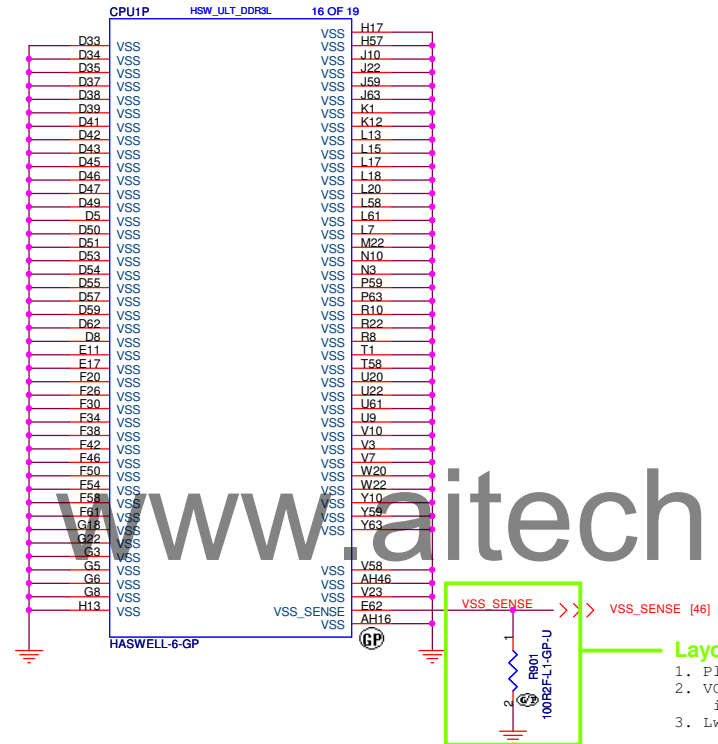 CPU1P HSW_ULT_DDR3L 16 OF 19
VSS H17
D33 VSS VSS H57
D34 VSS VSS J10
D35 VSS VSS J22
D37 VSS VSS J59
D38 VSS VSS J63
D39 VSS VSS K1
D41 VSS VSS K12
D42 VSS VSS L13
D43 VSS VSS L15
D45 VSS VSS L17
D46 VSS VSS L18
D47 VSS VSS L20
D49 VSS VSS L58
D5 VSS VSS L61
D50 VSS VSS L7
D51 VSS VSS M22
D53 VSS VSS N10
D54 VSS VSS N3
D55 VSS VSS P59
D57 VSS VSS P63
D59 VSS VSS R10
D62 VSS VSS R22
D8 VSS VSS R8
E11 VSS VSS T1
E17 VSS VSS T58
F20 VSS VSS U20
F26 VSS VSS U22
F30 VSS VSS U61
F34 VSS VSS U9
F38 VSS VSS V10
F42 VSS VSS V3
F46 VSS VSS V7
F50 VSS VSS W20
F54 VSS VSS W22
F58 VSS VSS Y10
F61 VSS VSS Y59
G18 VSS VSS Y63
G22 VSS
G3 VSS
G5 VSS VSS V58
G6 VSS VSS AH46
G8 VSS VSS V23
H13 VSS VSS_SENSE E62
VSS AH16
HASWELL-6-GP
GP
www.aitech
VSS_SENSE
VSS_SENSE [46]
1
R901
100R2F-L1-GP-U
2
Layo
1. Pl
2. VC
i
3. Lw